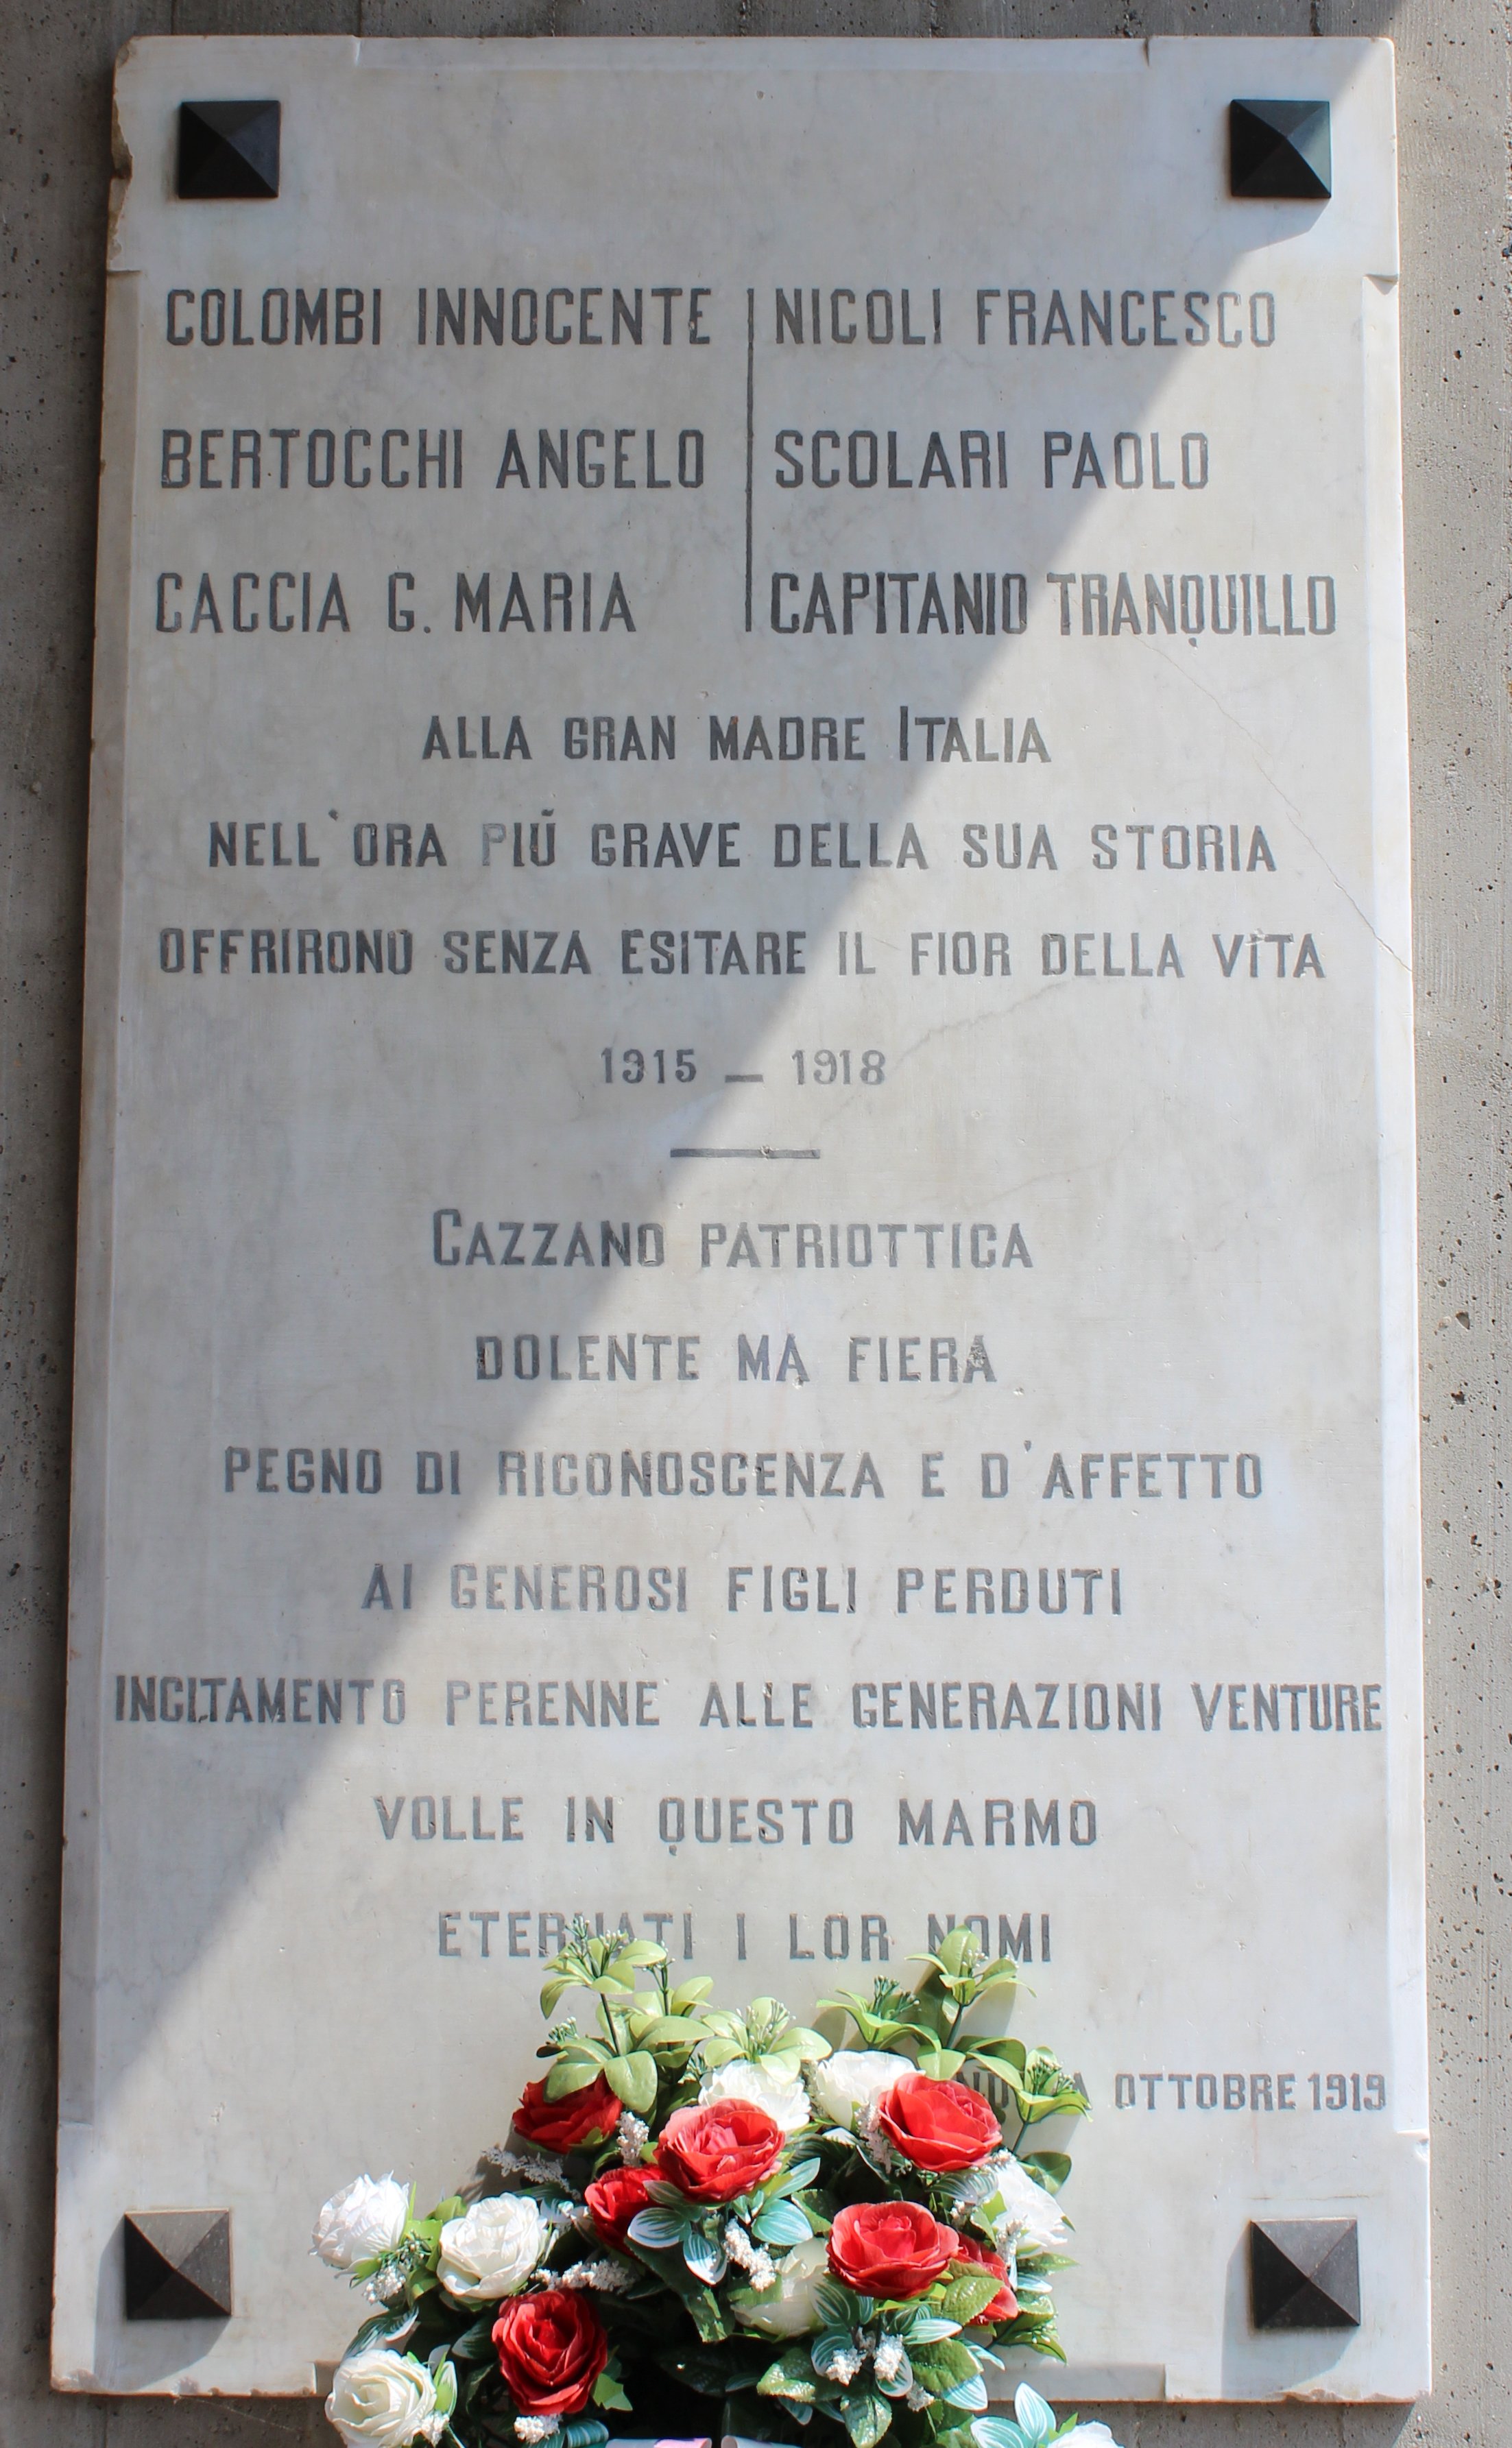 COLOMBI INNOCENTE | NICOLI FRANCESCO
BERTOCCHI ANGELO | SCOLARI PAOLO
CACCIA G. MARIA | CAPITANIO TRANQUILLO
ALLA GRAN MADRE ITALIA
NELL'ORA PIÙ GRAVE DELLA SUA STORIA
OFFRIRONO SENZA ESITARE IL FIOR DELLA VITA
1915 – 1918
CAZZANO PATRIOTTICA
DOLENTE MA FIERA
PEGNO DI RICONOSCENZA E D'AFFETTO
AI GENEROSI FIGLI PERDUTI
INCITAMENTO PERENNE ALLE GENERAZIONI VENTURE
VOLLE IN QUESTO MARMO
ETERNATI I LOR NOMI
OTTOBRE 1919